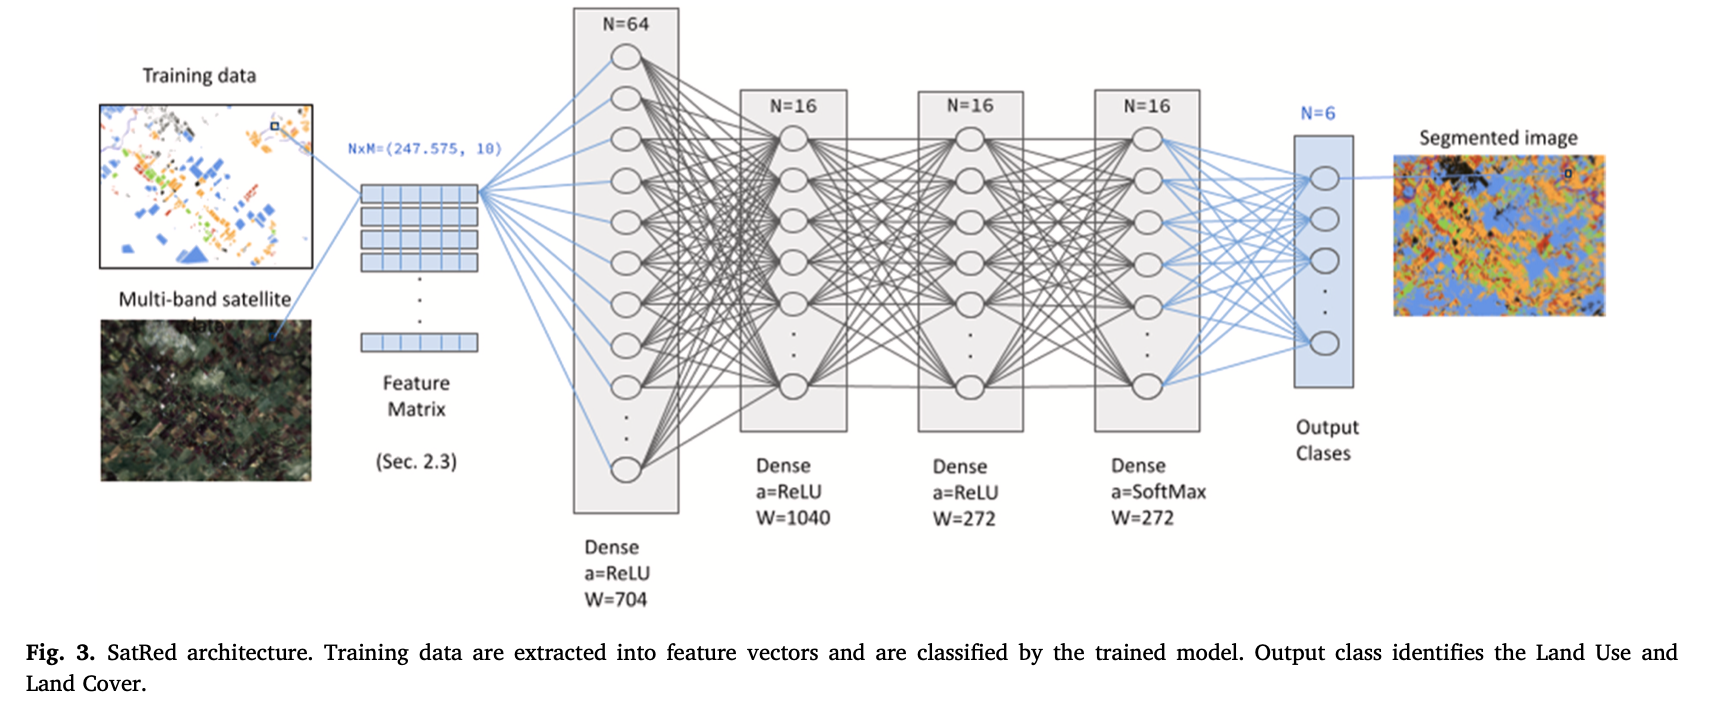 Training data
NxM=(247.575, 10)
Multi-band satellite
data
Feature
Matrix
(Sec. 2.3)
N=64
Dense
a=ReLU
W=704
N=16
Dense
a=ReLU
W=1040
N=16
Dense
a=ReLU
W=272
N=16
Dense
a=SoftMax
W=272
N=6
Output
Clases
Segmented image
Fig. 3. SatRed architecture. Training data are extracted into feature vectors and are classified by the trained model. Output class identifies the Land Use and
Land Cover.